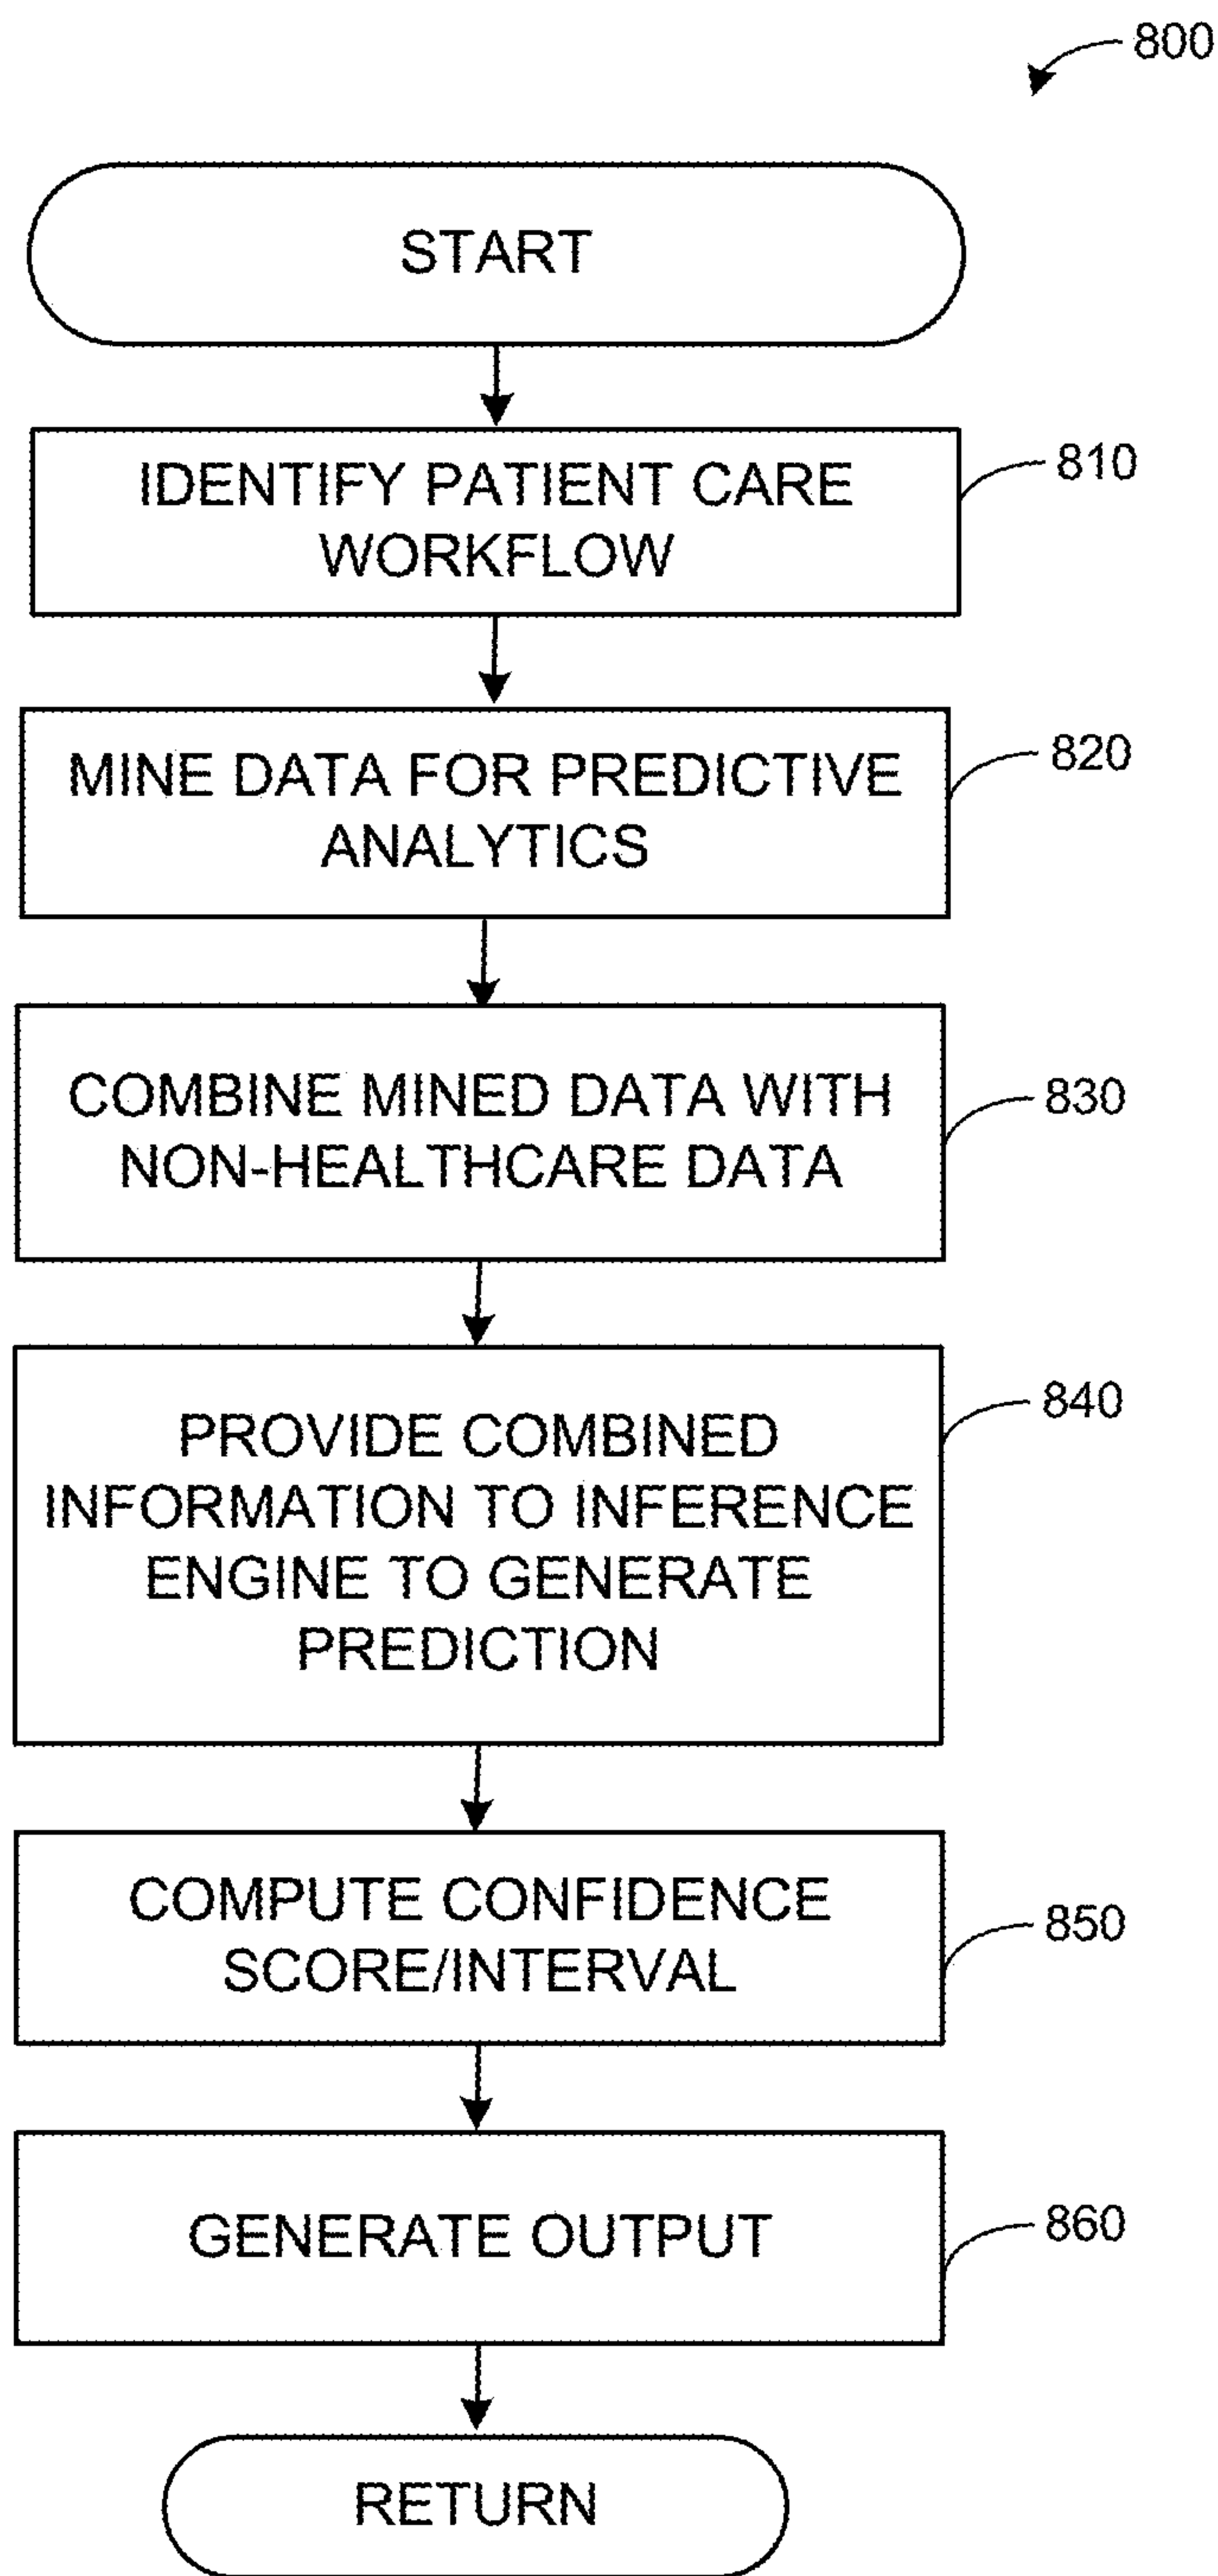 800
START
IDENTIFY PATIENT CARE
WORKFLOW
810
MINE DATA FOR PREDICTIVE
ANALYTICS
820
COMBINE MINED DATA WITH
NON-HEALTHCARE DATA
830
PROVIDE COMBINED
INFORMATION TO INFERENCE
ENGINE TO GENERATE
PREDICTION
840
COMPUTE CONFIDENCE
SCORE/INTERVAL
850
GENERATE OUTPUT
860
RETURN